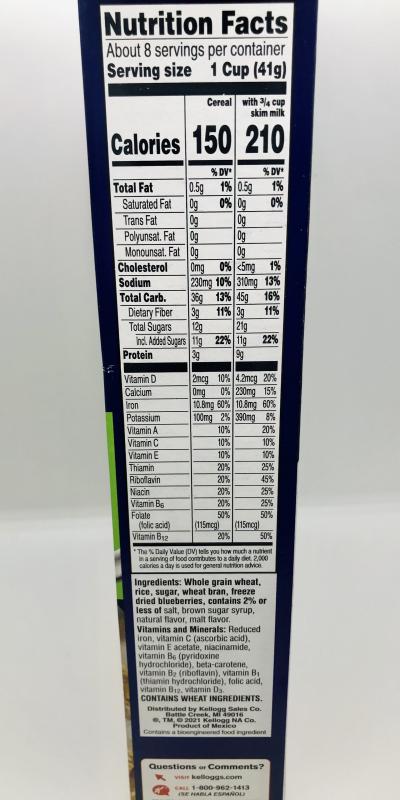 Nutrition Facts
About 8 servings per container
Serving size 1 Cup (41g)
Cereal with 3/4 cup skim milk
Calories 150 210
% DV* % DV*
Total Fat 0.5g 1% 0.5g 1%
Saturated Fat 0g 0% 0g 0%
Trans Fat 0g 0g
Polyunsat. Fat 0g 0g
Monounsat. Fat 0g 0g
Cholesterol 0mg 0% <5mg 1%
Sodium 230mg 10% 310mg 13%
Total Carb. 36g 13% 45g 16%
Dietary Fiber 3g 11% 3g 11%
Total Sugars 12g 21g
Incl. Added Sugars 11g 22% 11g 22%
Protein 3g 9g
Vitamin D 2mcg 10% 4.2mcg 20%
Calcium 0mg 0% 230mg 15%
Iron 10.8mg 60% 10.8mg 60%
Potassium 100mg 2% 390mg 8%
Vitamin A 10% 20%
Vitamin C 10% 10%
Vitamin E 10% 10%
Thiamin 20% 25%
Riboflavin 20% 45%
Niacin 20% 25%
Vitamin B6 20% 25%
Folate 50% 50%
(folic acid) (115mcg) (115mcg)
Vitamin B12 20% 50%
* The % Daily Value (DV) tells you how much a nutrient
in a serving of food contributes to a daily diet. 2,000
calories a day is used for general nutrition advice.
Ingredients: Whole grain wheat,
rice, sugar, wheat bran, freeze
dried blueberries, contains 2% or
less of salt, brown sugar syrup,
natural flavor, malt flavor.
Vitamins and Minerals: Reduced
iron, vitamin C (ascorbic acid),
vitamin E acetate, niacinamide,
vitamin B6 (pyridoxine
hydrochloride), beta-carotene,
vitamin B2 (riboflavin), vitamin B1
(thiamin hydrochloride), folic acid,
vitamin B12, vitamin D3.
CONTAINS WHEAT INGREDIENTS.
Distributed by Kellogg Sales Co.
Battle Creek, MI 49016
®, TM, © 2021 Kellogg NA Co.
Product of Mexico
Contains a bioengineered food ingredient
Questions or Comments?
VISIT kelloggs.com
CALL 1-800-962-1413
(SE HABLA ESPAÑOL)